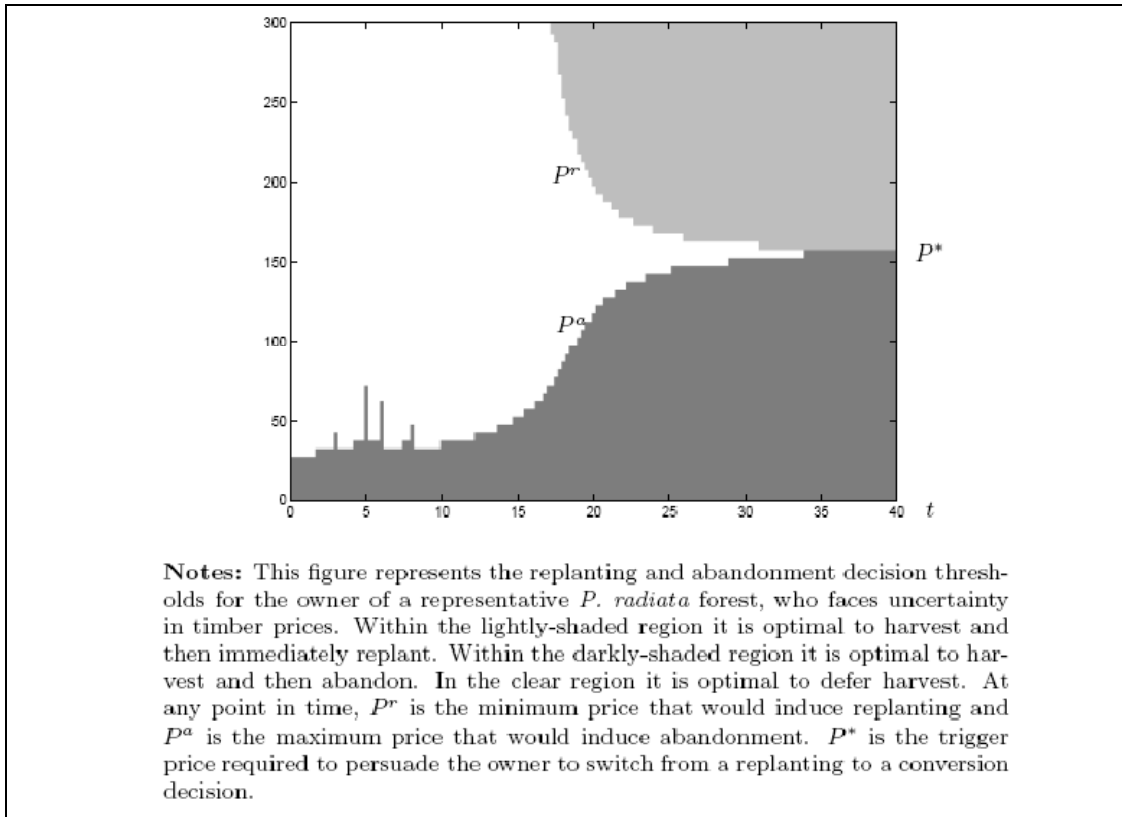 300
250
200
P^r
150
P*
100
P^a
50
0
0 5 10 15 20 25 30 35 40 t
Notes: This figure represents the replanting and abandonment decision thresh-
olds for the owner of a representative P. radiata forest, who faces uncertainty
in timber prices. Within the lightly-shaded region it is optimal to harvest and
then immediately replant. Within the darkly-shaded region it is optimal to har-
vest and then abandon. In the clear region it is optimal to defer harvest. At
any point in time, P^r is the minimum price that would induce replanting and
P^a is the maximum price that would induce abandonment. P* is the trigger
price required to persuade the owner to switch from a replanting to a conversion
decision.